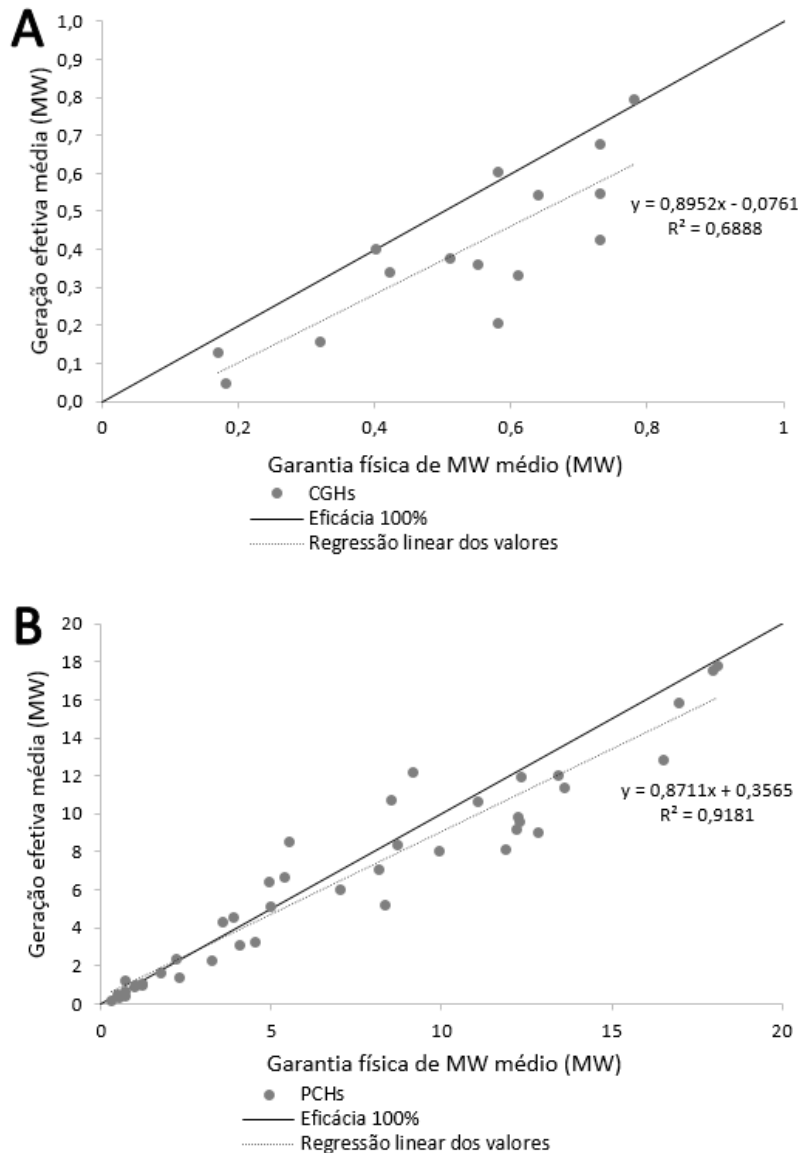 A
1,0
0,9
0,8
0,7
0,6
0,5
0,4
0,3
0,2
0,1
0,0
Geração efetiva média (MW)
y = 0,8952x - 0,0761
R² = 0,6888
0 0,2 0,4 0,6 0,8 1
Garantia física de MW médio (MW)
CGHs
Eficácia 100%
Regressão linear dos valores
B
20
18
16
14
12
10
8
6
4
2
0
Geração efetiva média (MW)
y = 0,8711x + 0,3565
R² = 0,9181
0 5 10 15 20
Garantia física de MW médio (MW)
PCHs
Eficácia 100%
Regressão linear dos valores